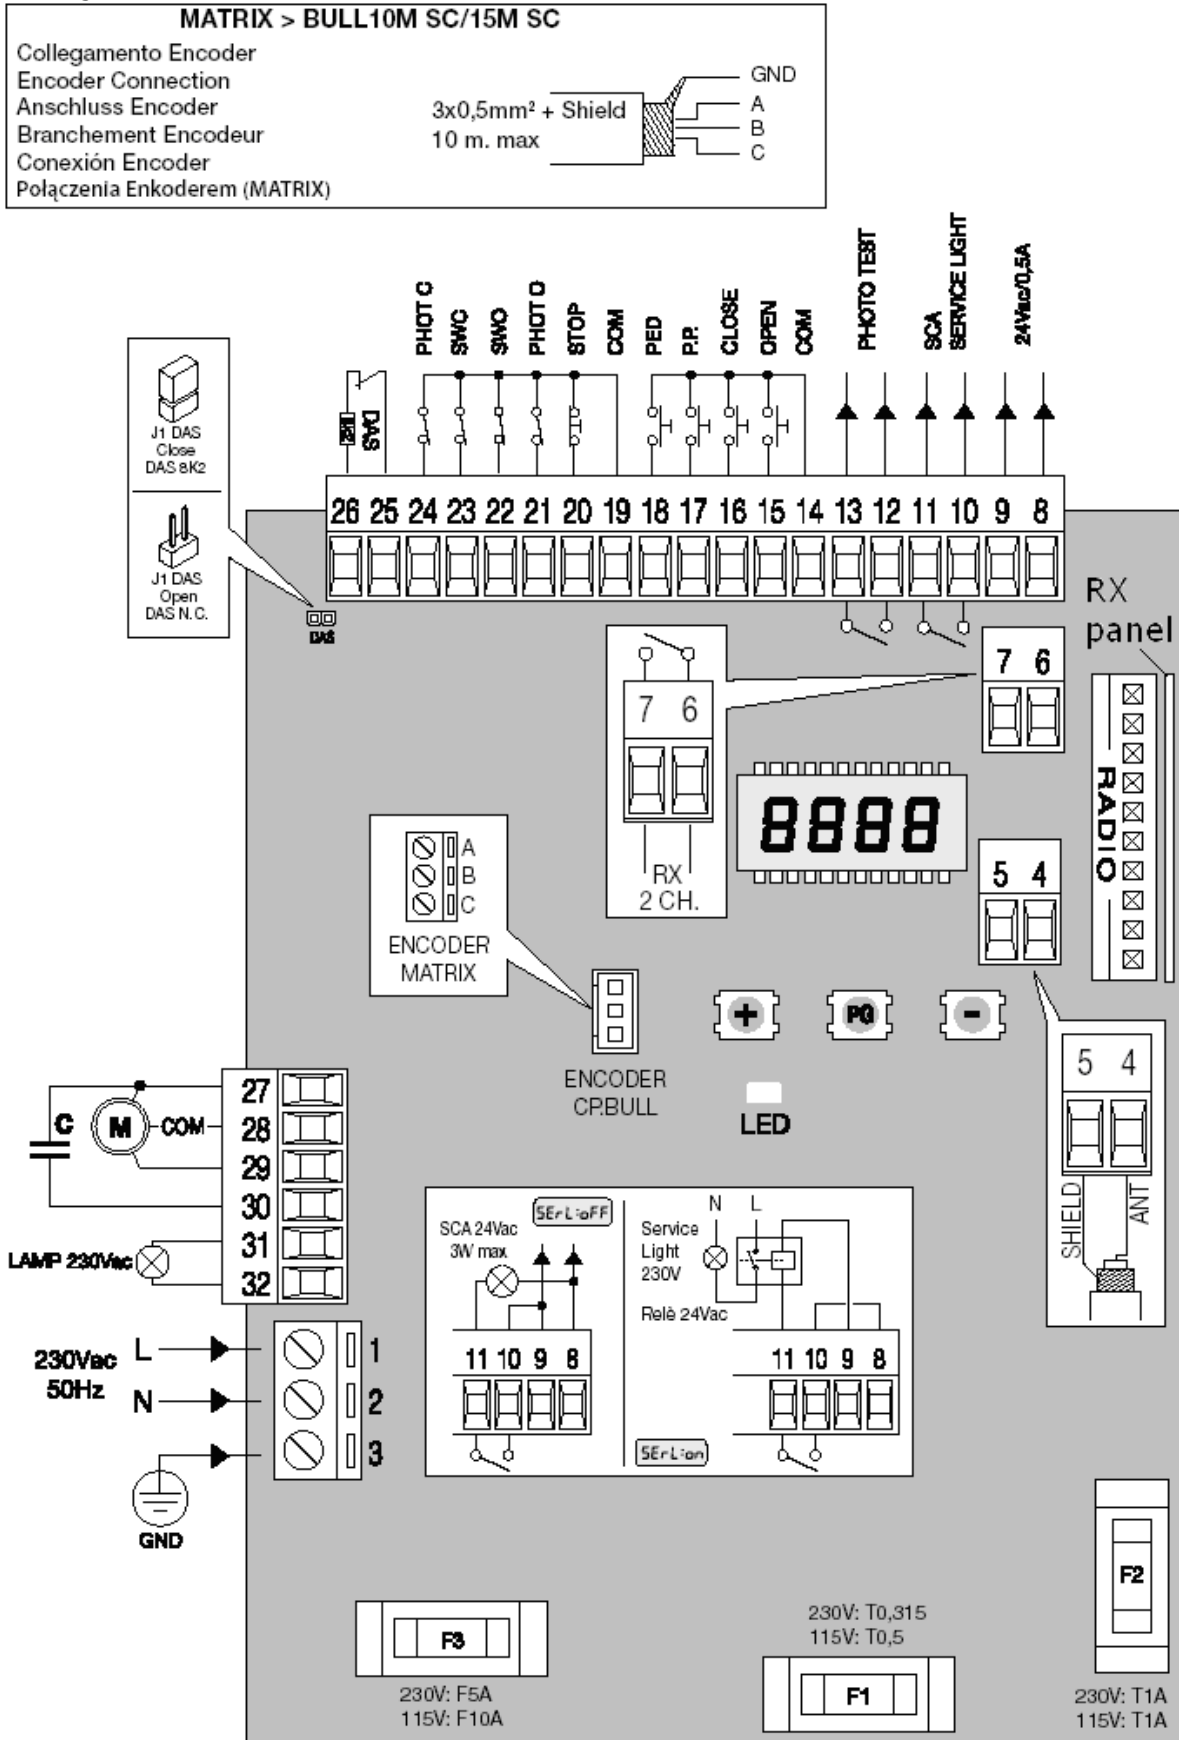 MATRIX > BULL10M SC/15M SC
Collegamento Encoder
Encoder Connection
Anschluss Encoder
Branchement Encodeur
Conexión Encoder
Połączenia Enkoderem (MATRIX)
3x0,5mm² + Shield
10 m. max
GND
A
B
C
PHOT C
SWC
SWO
PHOT O
STOP
COM
PED
P.P.
CLOSE
OPEN
COM
PHOTO TEST
SCA
SERVICE LIGHT
24Vac/0,5A
DAS
J1 DAS
Close
DAS 8K2
J1 DAS
Open
DAS N.C.
DAS
26 25 24 23 22 21 20 19 18 17 16 15 14 13 12 11 10 9 8
RX
panel
7 6
7 6
RX
2 CH.
RADIO
8888
5 4
A
B
C
ENCODER
MATRIX
ENCODER
CP.BULL
+
PG
-
LED
5 4
SHIELD
ANT
C
M
COM
27
28
29
30
31
32
LAMP 230Vac
230Vac
50Hz
L
N
GND
1
2
3
SErL:oFF
SCA 24Vac
3W max
11 10 9 8
N L
Service
Light
230V
Relè 24Vac
11 10 9 8
SErL:on
F3
230V: F5A
115V: F10A
230V: T0,315
115V: T0,5
F1
F2
230V: T1A
115V: T1A